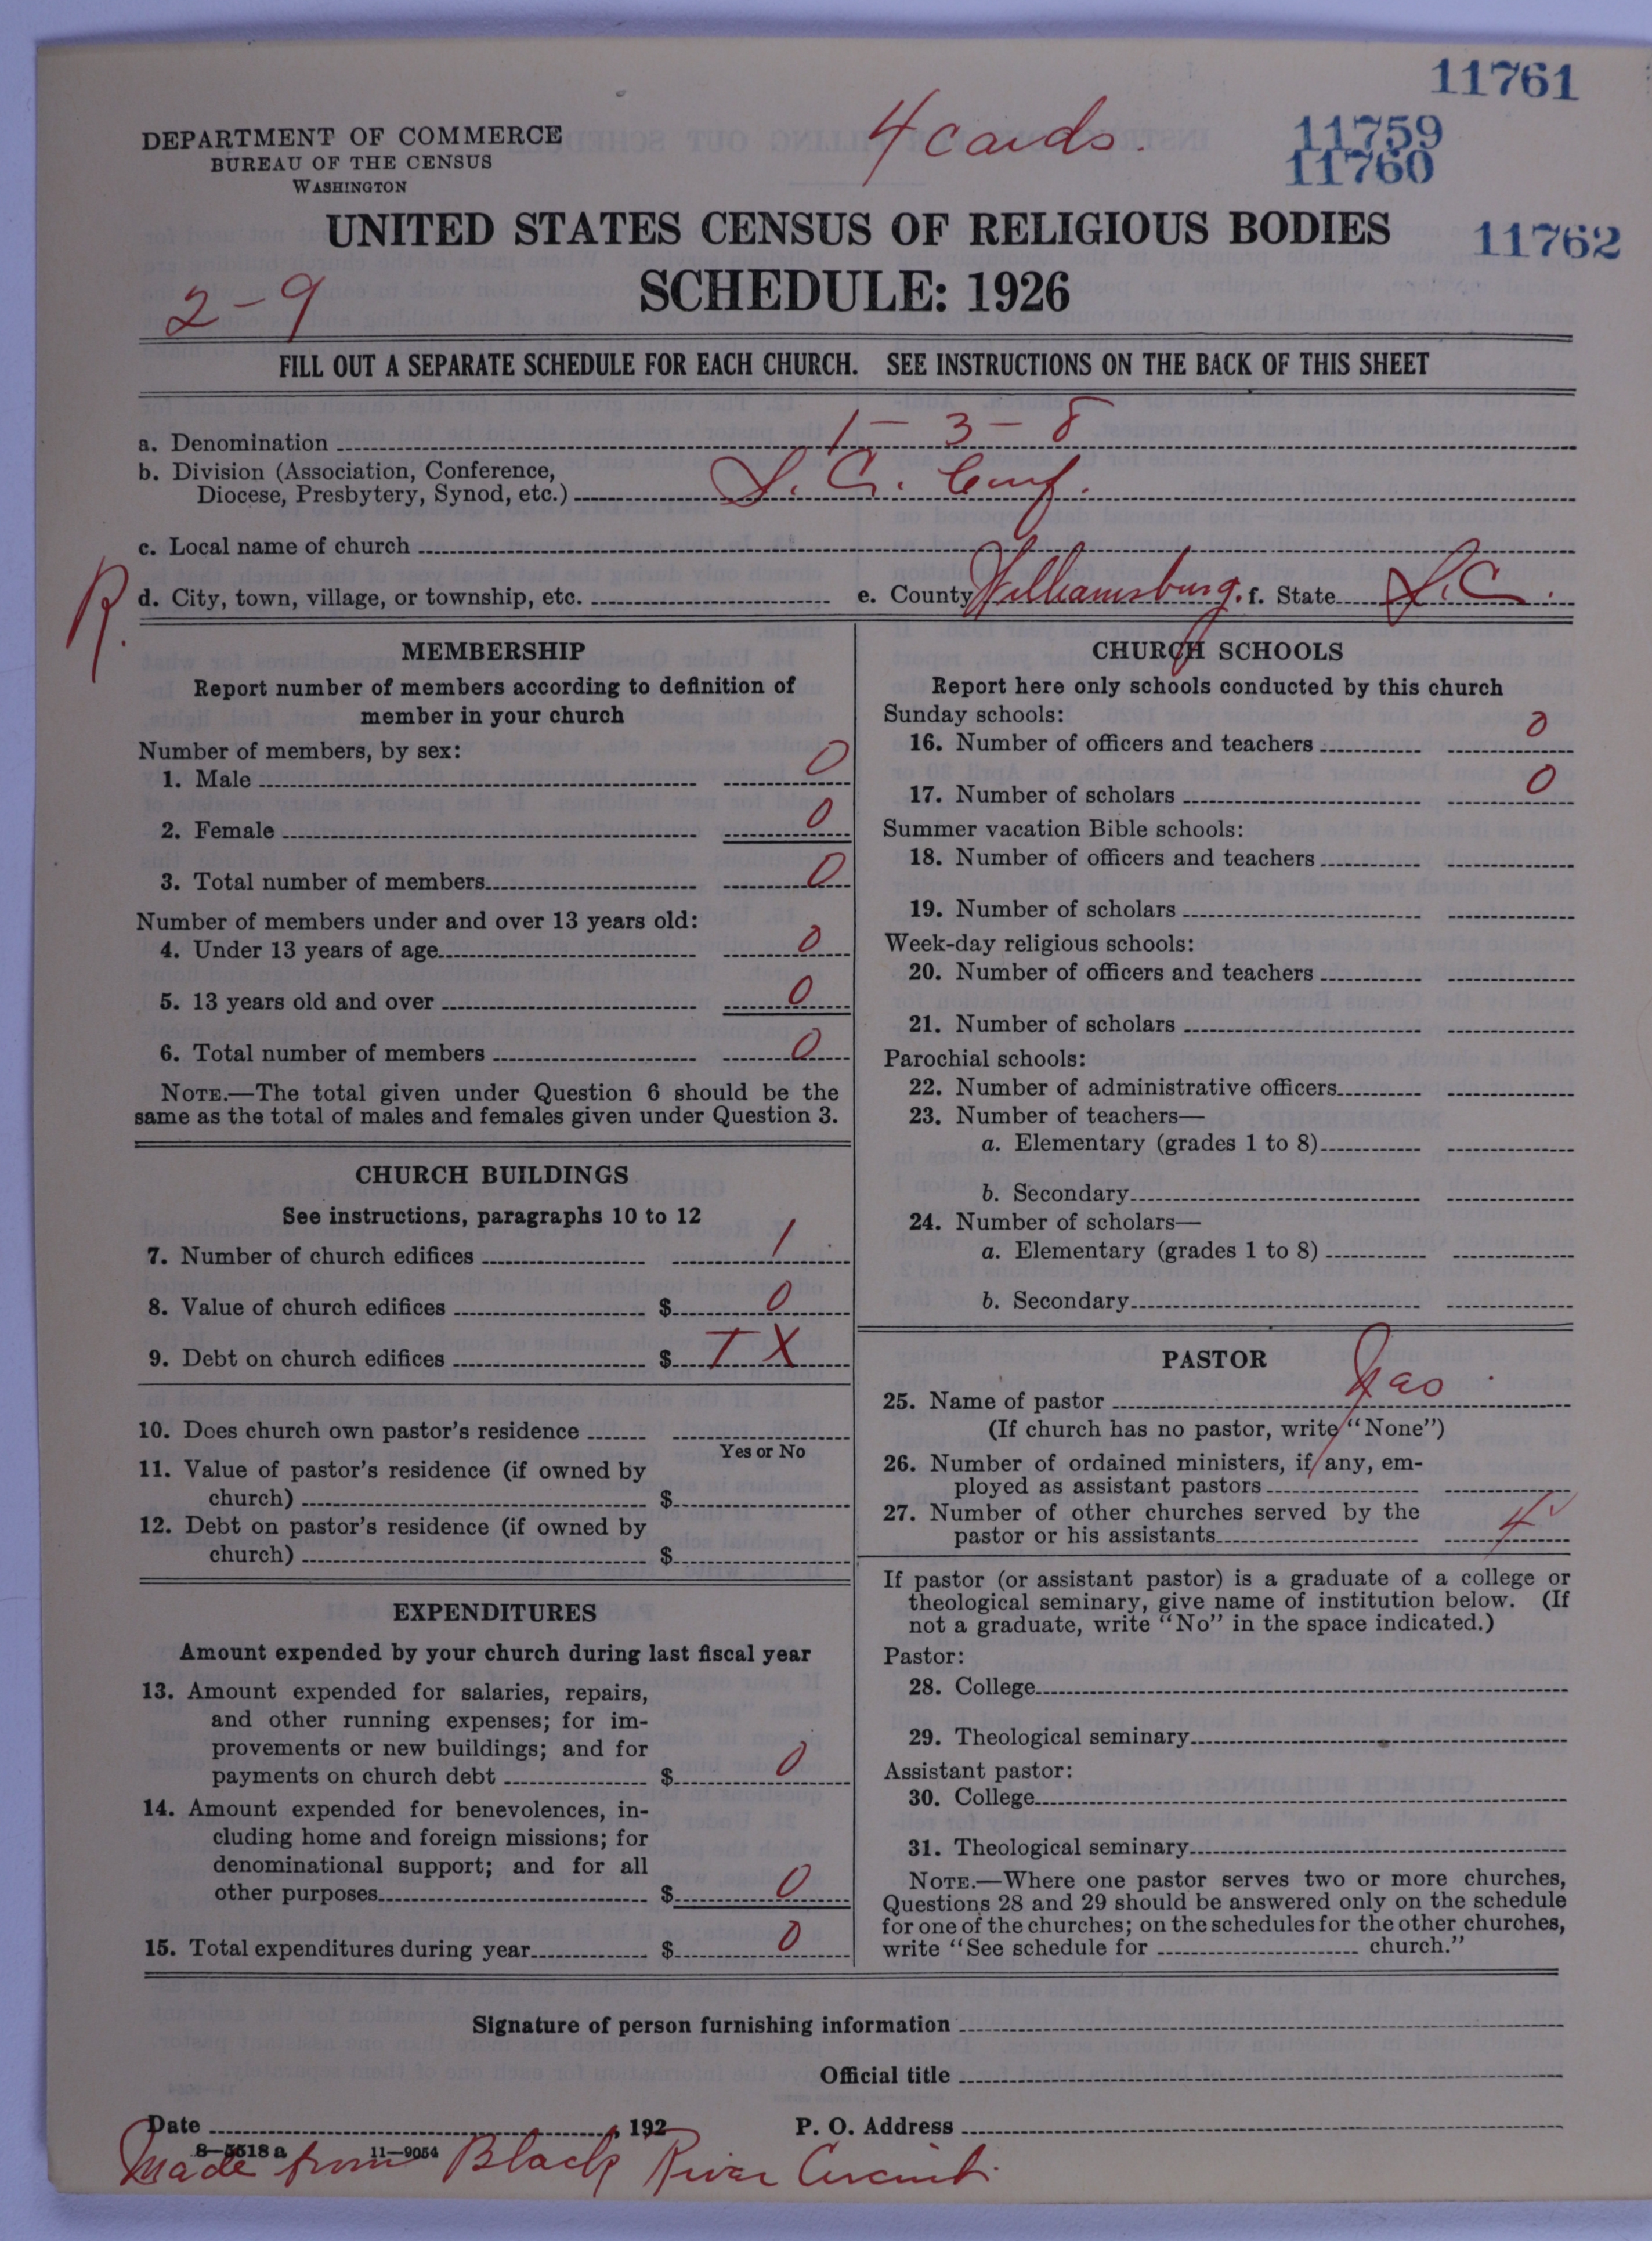 11761
4 cards.
11759
11760
DEPARTMENT OF COMMERCE
BUREAU OF THE CENSUS
WASHINGTON
UNITED STATES CENSUS OF RELIGIOUS BODIES
11762
SCHEDULE: 1926
2-9
FILL OUT A SEPARATE SCHEDULE FOR EACH CHURCH. SEE INSTRUCTIONS ON THE BACK OF THIS SHEET
a. Denomination 1-3-8
b. Division (Association, Conference,
Diocese, Presbytery, Synod, etc.) S. C. Conf.
c. Local name of church
R. d. City, town, village, or township, etc. e. County Williamsburg. f. State S.C.
MEMBERSHIP
Report number of members according to definition of
member in your church
Number of members, by sex:
1. Male 0
2. Female 0
3. Total number of members 0
Number of members under and over 13 years old:
4. Under 13 years of age 0
5. 13 years old and over 0
6. Total number of members 0
NOTE.—The total given under Question 6 should be the
same as the total of males and females given under Question 3.
CHURCH BUILDINGS
See instructions, paragraphs 10 to 12
7. Number of church edifices 1
8. Value of church edifices $ 0
9. Debt on church edifices $ T X
10. Does church own pastor's residence
Yes or No
11. Value of pastor's residence (if owned by
church) $
12. Debt on pastor's residence (if owned by
church) $
EXPENDITURES
Amount expended by your church during last fiscal year
13. Amount expended for salaries, repairs,
and other running expenses; for im-
provements or new buildings; and for
payments on church debt $ 0
14. Amount expended for benevolences, in-
cluding home and foreign missions; for
denominational support; and for all
other purposes $ 0
15. Total expenditures during year $ 0
CHURCH SCHOOLS
Report here only schools conducted by this church
Sunday schools:
16. Number of officers and teachers 0
17. Number of scholars 0
Summer vacation Bible schools:
18. Number of officers and teachers
19. Number of scholars
Week-day religious schools:
20. Number of officers and teachers
21. Number of scholars
Parochial schools:
22. Number of administrative officers
23. Number of teachers—
a. Elementary (grades 1 to 8)
b. Secondary
24. Number of scholars—
a. Elementary (grades 1 to 8)
b. Secondary
PASTOR
25. Name of pastor
(If church has no pastor, write "None")
26. Number of ordained ministers, if any, em-
ployed as assistant pastors
27. Number of other churches served by the
pastor or his assistants 4
If pastor (or assistant pastor) is a graduate of a college or
theological seminary, give name of institution below. (If
not a graduate, write "No" in the space indicated.)
Pastor:
28. College
29. Theological seminary
Assistant pastor:
30. College
31. Theological seminary
NOTE.—Where one pastor serves two or more churches,
Questions 28 and 29 should be answered only on the schedule
for one of the churches; on the schedules for the other churches,
write "See schedule for church."
Signature of person furnishing information
Official title
Date , 192 P. O. Address
8-5518 a 11-9054
Made from Black River Circuit.